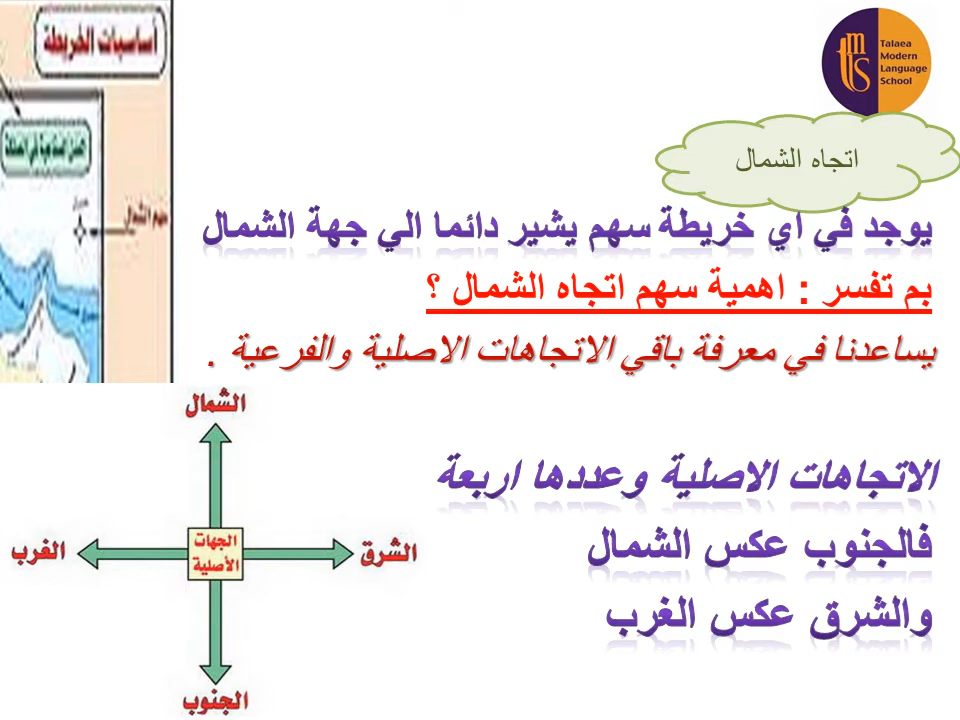 أساسيات الخريطة
Talaea
Modern
Language
School
اتجاه الشمال
سهم الشمال
يوجد في اي خريطة سهم يشير دائما الي جهة الشمال
بم تفسر : اهمية سهم اتجاه الشمال ؟
يساعدنا في معرفة باقي الاتجاهات الاصلية والفرعية .
الشمال
الاتجاهات الاصلية وعددها اربعة
الغرب
الجهات
الأصلية
الشرق
فالجنوب عكس الشمال
والشرق عكس الغرب
الجنوب